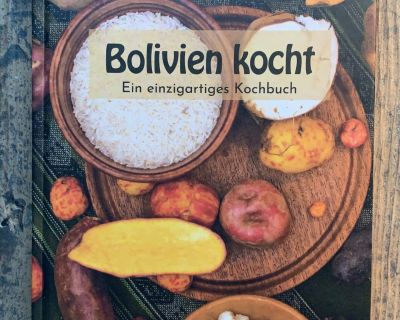 Bolivien kocht
Ein einzigartiges Kochbuch